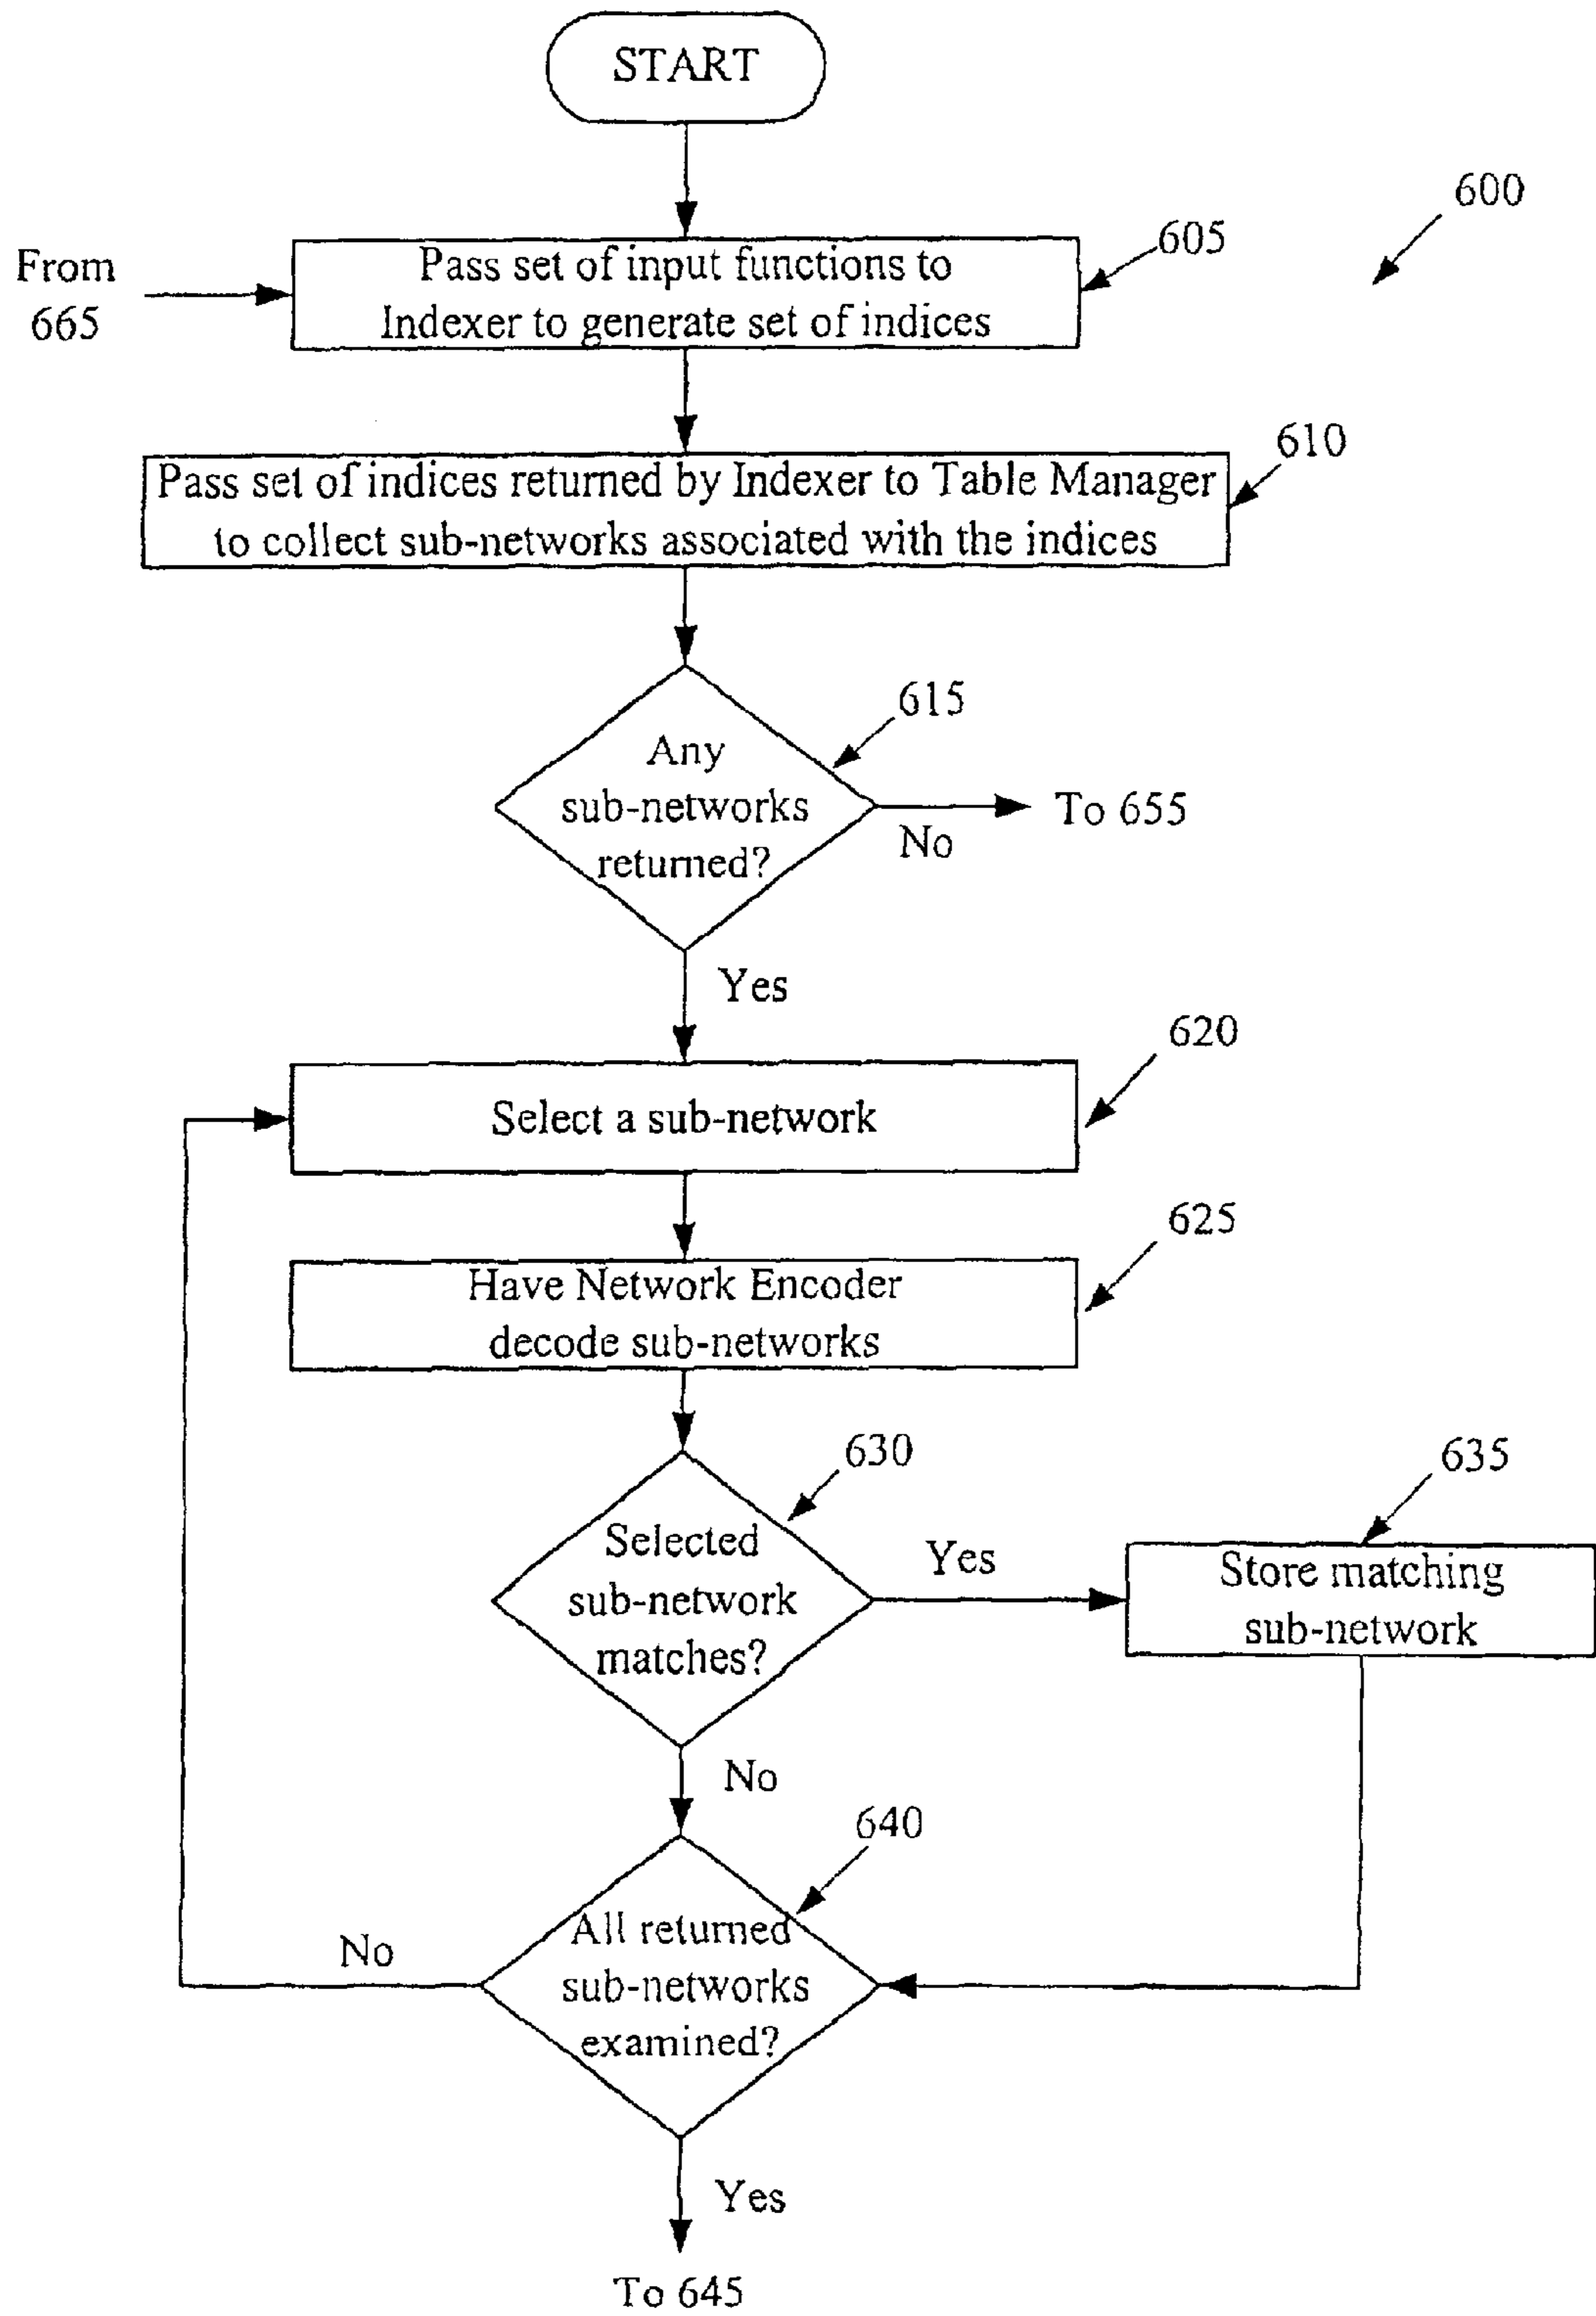 START
600
605
From
665
Pass set of input functions to
Indexer to generate set of indices
610
Pass set of indices returned by Indexer to Table Manager
to collect sub-networks associated with the indices
615
Any
sub-networks
returned?
To 655
No
Yes
620
Select a sub-network
625
Have Network Encoder
decode sub-networks
630
635
Selected
sub-network
matches?
Yes
Store matching
sub-network
No
640
All returned
sub-networks
examined?
No
Yes
To 645